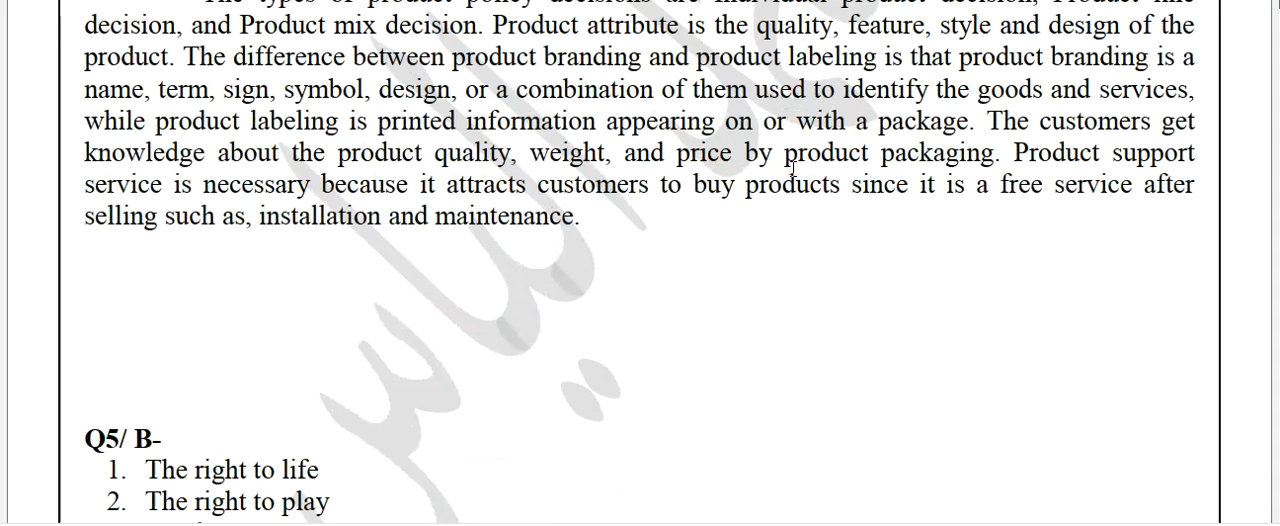 decision, and Product mix decision. Product attribute is the quality, feature, style and design of the
product. The difference between product branding and product labeling is that product branding is a
name, term, sign, symbol, design, or a combination of them used to identify the goods and services,
while product labeling is printed information appearing on or with a package. The customers get
knowledge about the product quality, weight, and price by product packaging. Product support
service is necessary because it attracts customers to buy products since it is a free service after
selling such as, installation and maintenance.
Q5/ B-
1. The right to life
2. The right to play